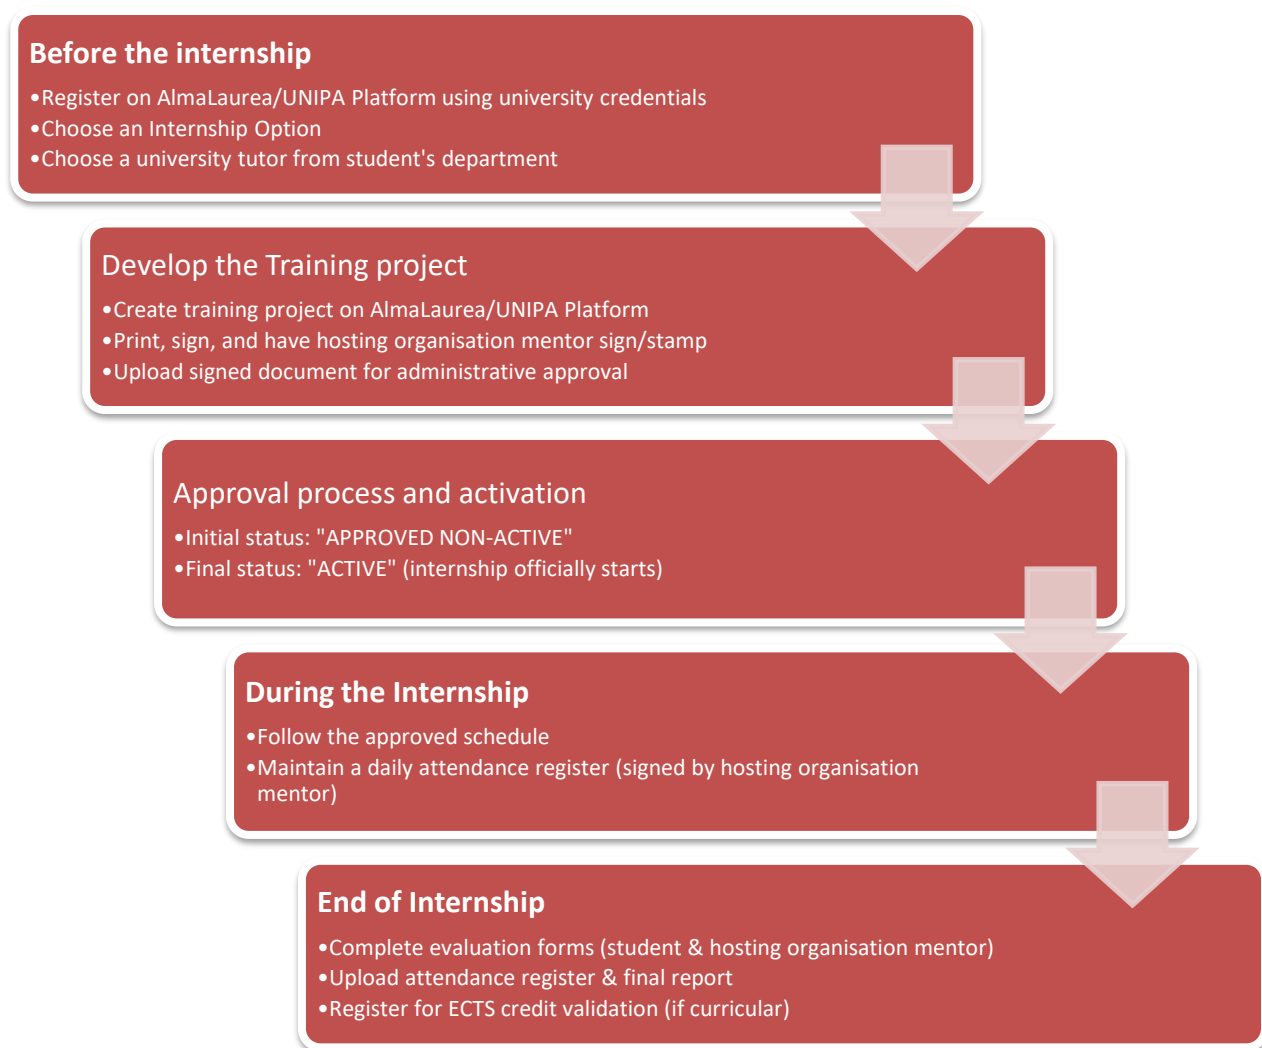 Before the internship
•Register on AlmaLaurea/UNIPA Platform using university credentials
•Choose an Internship Option
•Choose a university tutor from student's department
Develop the Training project
•Create training project on AlmaLaurea/UNIPA Platform
•Print, sign, and have hosting organisation mentor sign/stamp
•Upload signed document for administrative approval
Approval process and activation
•Initial status: "APPROVED NON-ACTIVE"
•Final status: "ACTIVE" (internship officially starts)
During the Internship
•Follow the approved schedule
•Maintain a daily attendance register (signed by hosting organisation
mentor)
End of Internship
•Complete evaluation forms (student & hosting organisation mentor)
•Upload attendance register & final report
•Register for ECTS credit validation (if curricular)